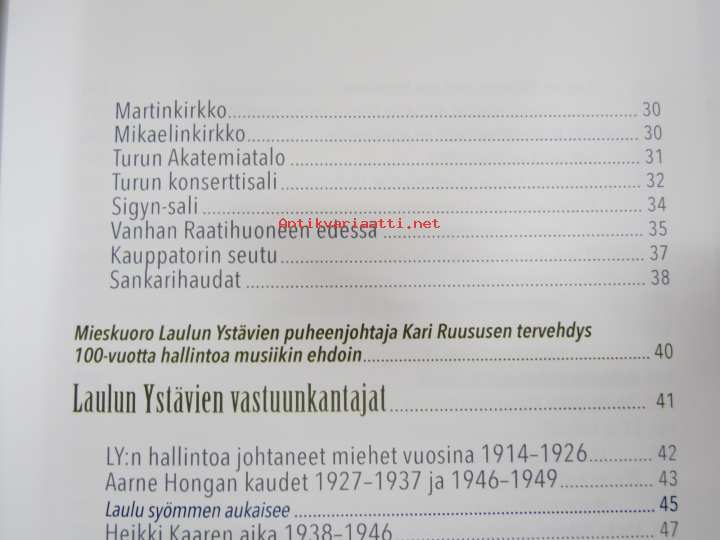 Martinkirkko........ 30
Mikaelinkirkko........ 30
Turun Akatemiatalo........ 31
Turun konserttisali........ 32
Sigyn-sali........ 34
Antikvariaatti.net
Vanhan Raatihuoneen edessä........ 35
Kauppatorin seutu........ 37
Sankarihaudat........ 38
Mieskuoro Laulun Ystävien puheenjohtaja Kari Ruususen tervehdys
100-vuotta hallintoa musiikin ehdoin........ 40
Laulun Ystävien vastuunkantajat........ 41
LY:n hallintoa johtaneet miehet vuosina 1914–1926........ 42
Aarne Hongan kaudet 1927–1937 ja 1946–1949........ 43
Laulu syömmen aukaisee........ 45
Heikki Kaaren aika 1938–1946........ 47